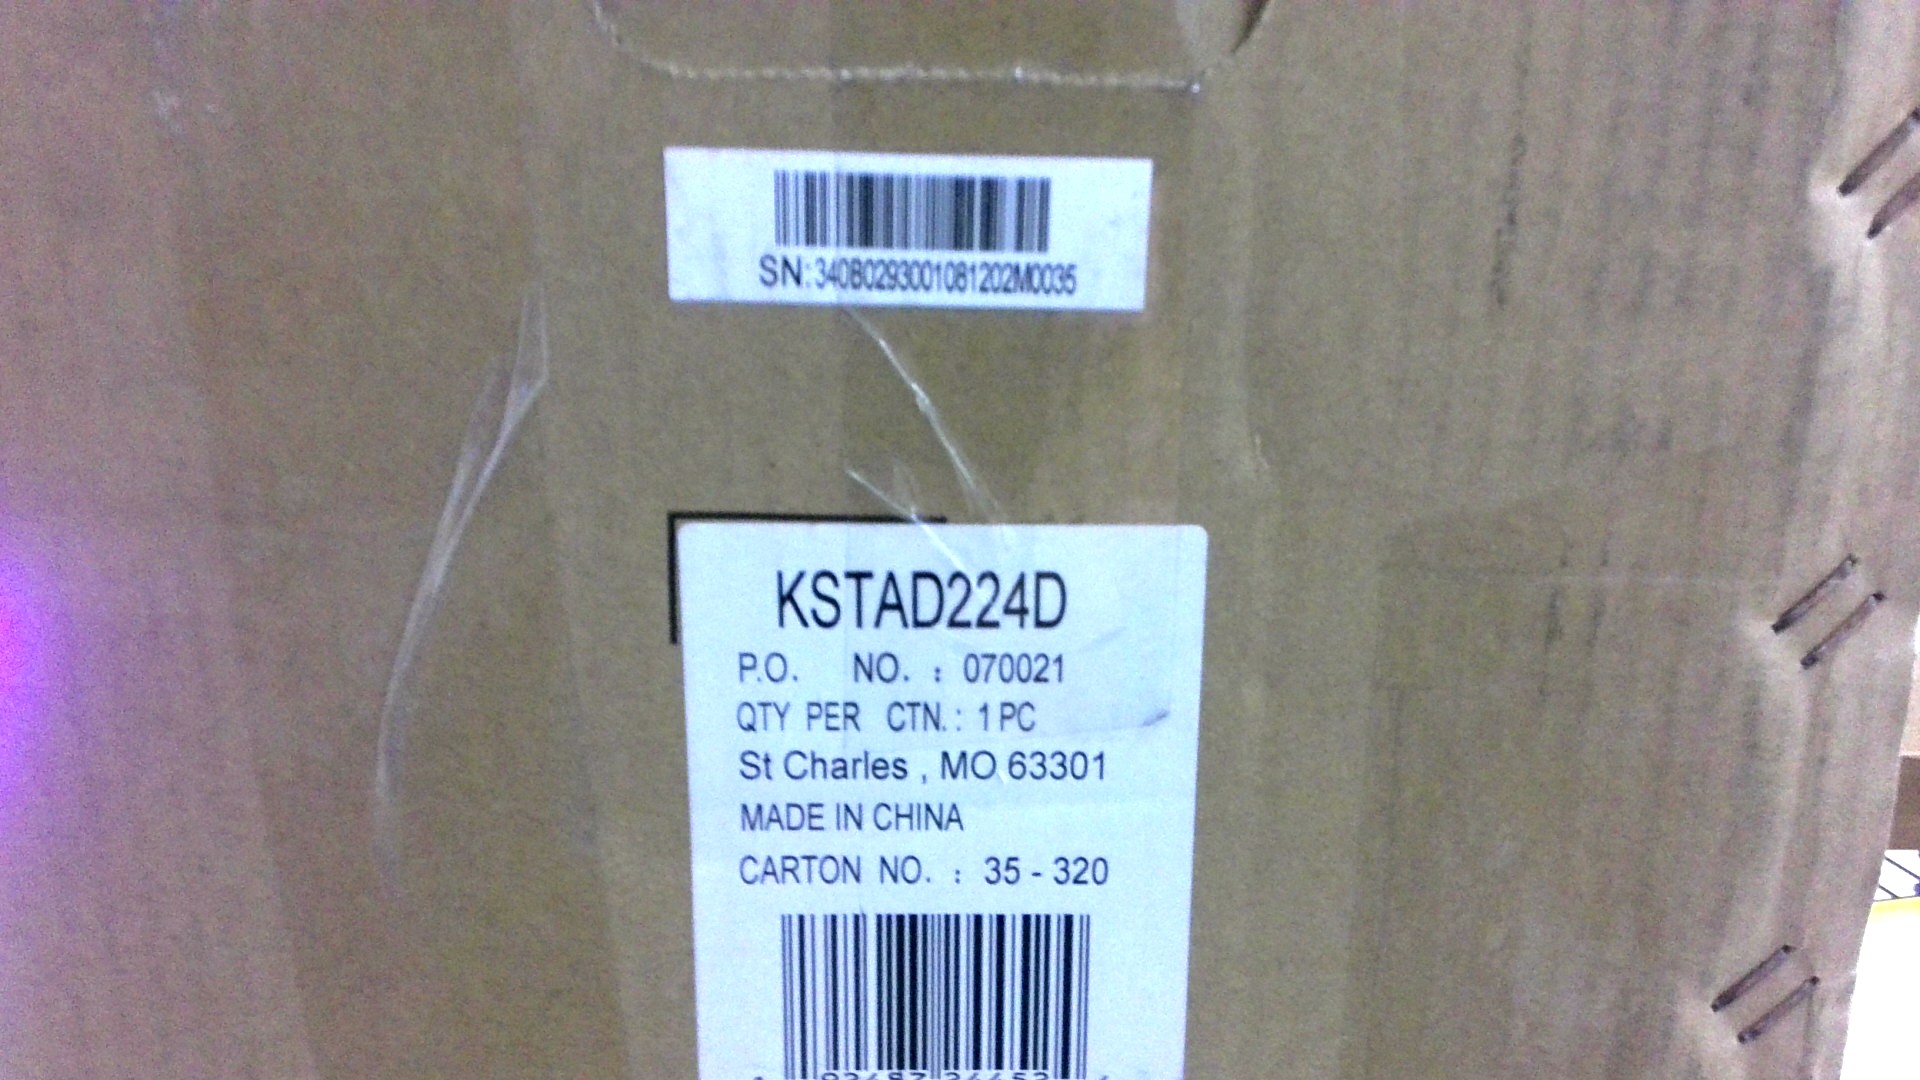 SN:340B0293001081202M0035
KSTAD224D
P.O. NO. : 070021
QTY PER CTN. : 1 PC
St Charles , MO 63301
MADE IN CHINA
CARTON NO. : 35 - 320